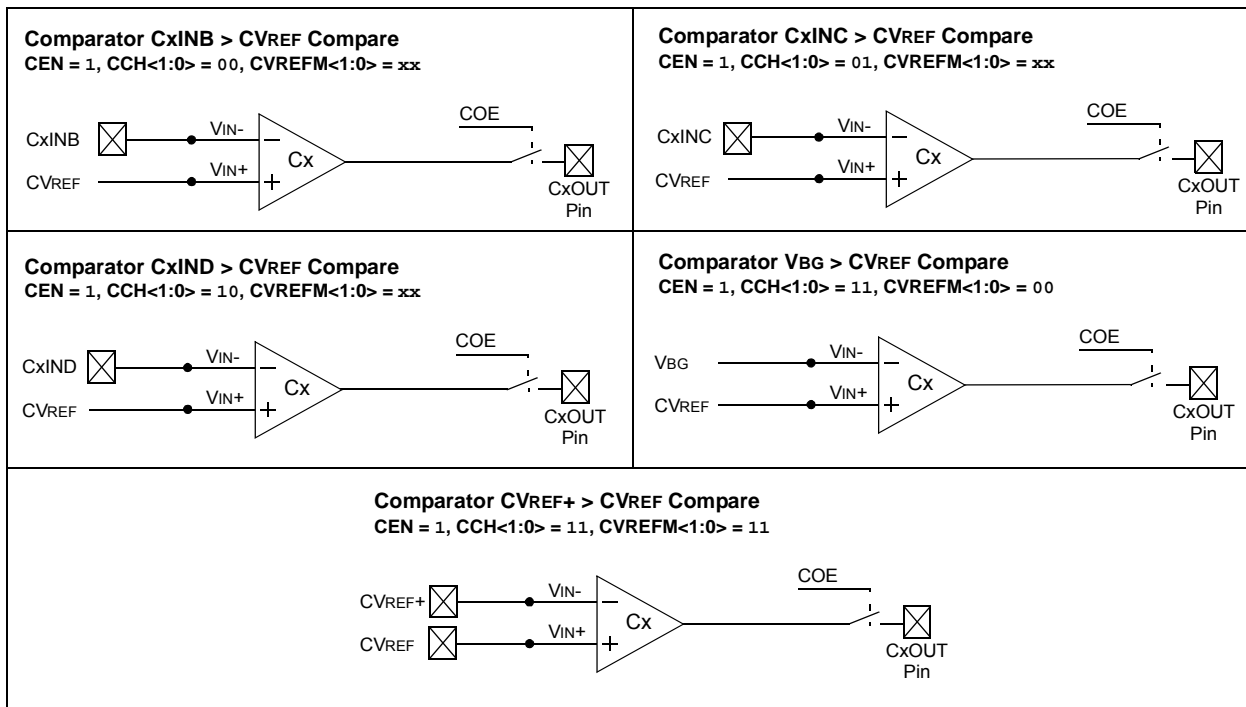 Comparator CxINB > CVREF Compare
CEN = 1, CCH<1:0> = 00, CVREFM<1:0> = xx
COE
CxINB
VIN-
Cx
CVREF
VIN+
CxOUT
Pin
Comparator CxINC > CVREF Compare
CEN = 1, CCH<1:0> = 01, CVREFM<1:0> = xx
COE
CxINC
VIN-
Cx
CVREF
VIN+
CxOUT
Pin
Comparator CxIND > CVREF Compare
CEN = 1, CCH<1:0> = 10, CVREFM<1:0> = xx
COE
CxIND
VIN-
Cx
CVREF
VIN+
CxOUT
Pin
Comparator VBG > CVREF Compare
CEN = 1, CCH<1:0> = 11, CVREFM<1:0> = 00
COE
VBG
VIN-
Cx
CVREF
VIN+
CxOUT
Pin
Comparator CVREF+ > CVREF Compare
CEN = 1, CCH<1:0> = 11, CVREFM<1:0> = 11
COE
CVREF+
VIN-
Cx
CVREF
VIN+
CxOUT
Pin